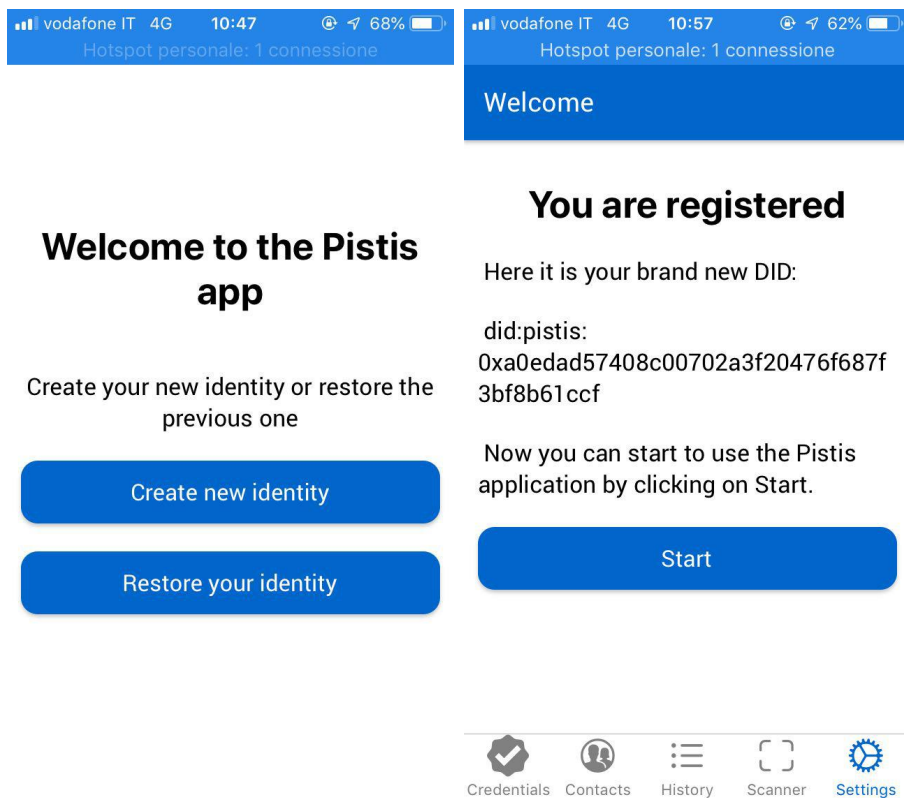 vodafone IT 4G 10:47 68%
Hotspot personale: 1 connessione
Welcome to the Pistis
app
Create your new identity or restore the
previous one
Create new identity
Restore your identity
vodafone IT 4G 10:57 62%
Hotspot personale: 1 connessione
Welcome
You are registered
Here it is your brand new DID:
did:pistis:
0xa0edad57408c00702a3f20476f687f
3bf8b61ccf
Now you can start to use the Pistis
application by clicking on Start.
Start
Credentials Contacts History Scanner Settings